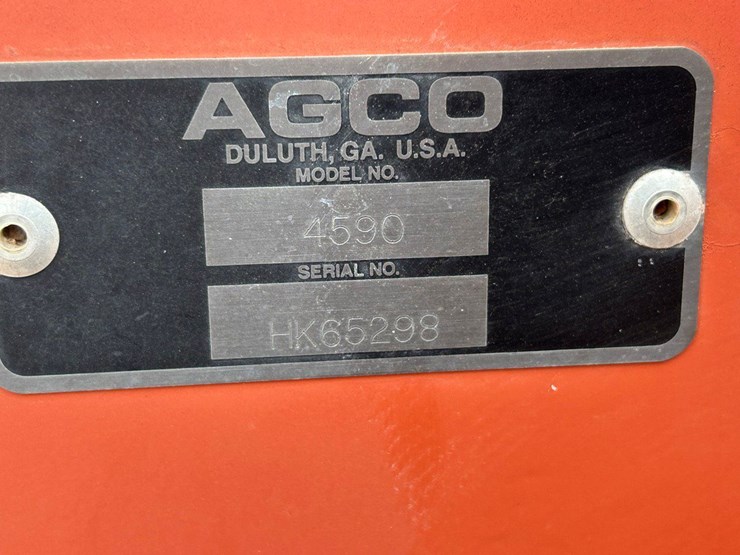 AGCO
DULUTH, GA. U.S.A.
MODEL NO.
4590
SERIAL NO.
HK65298